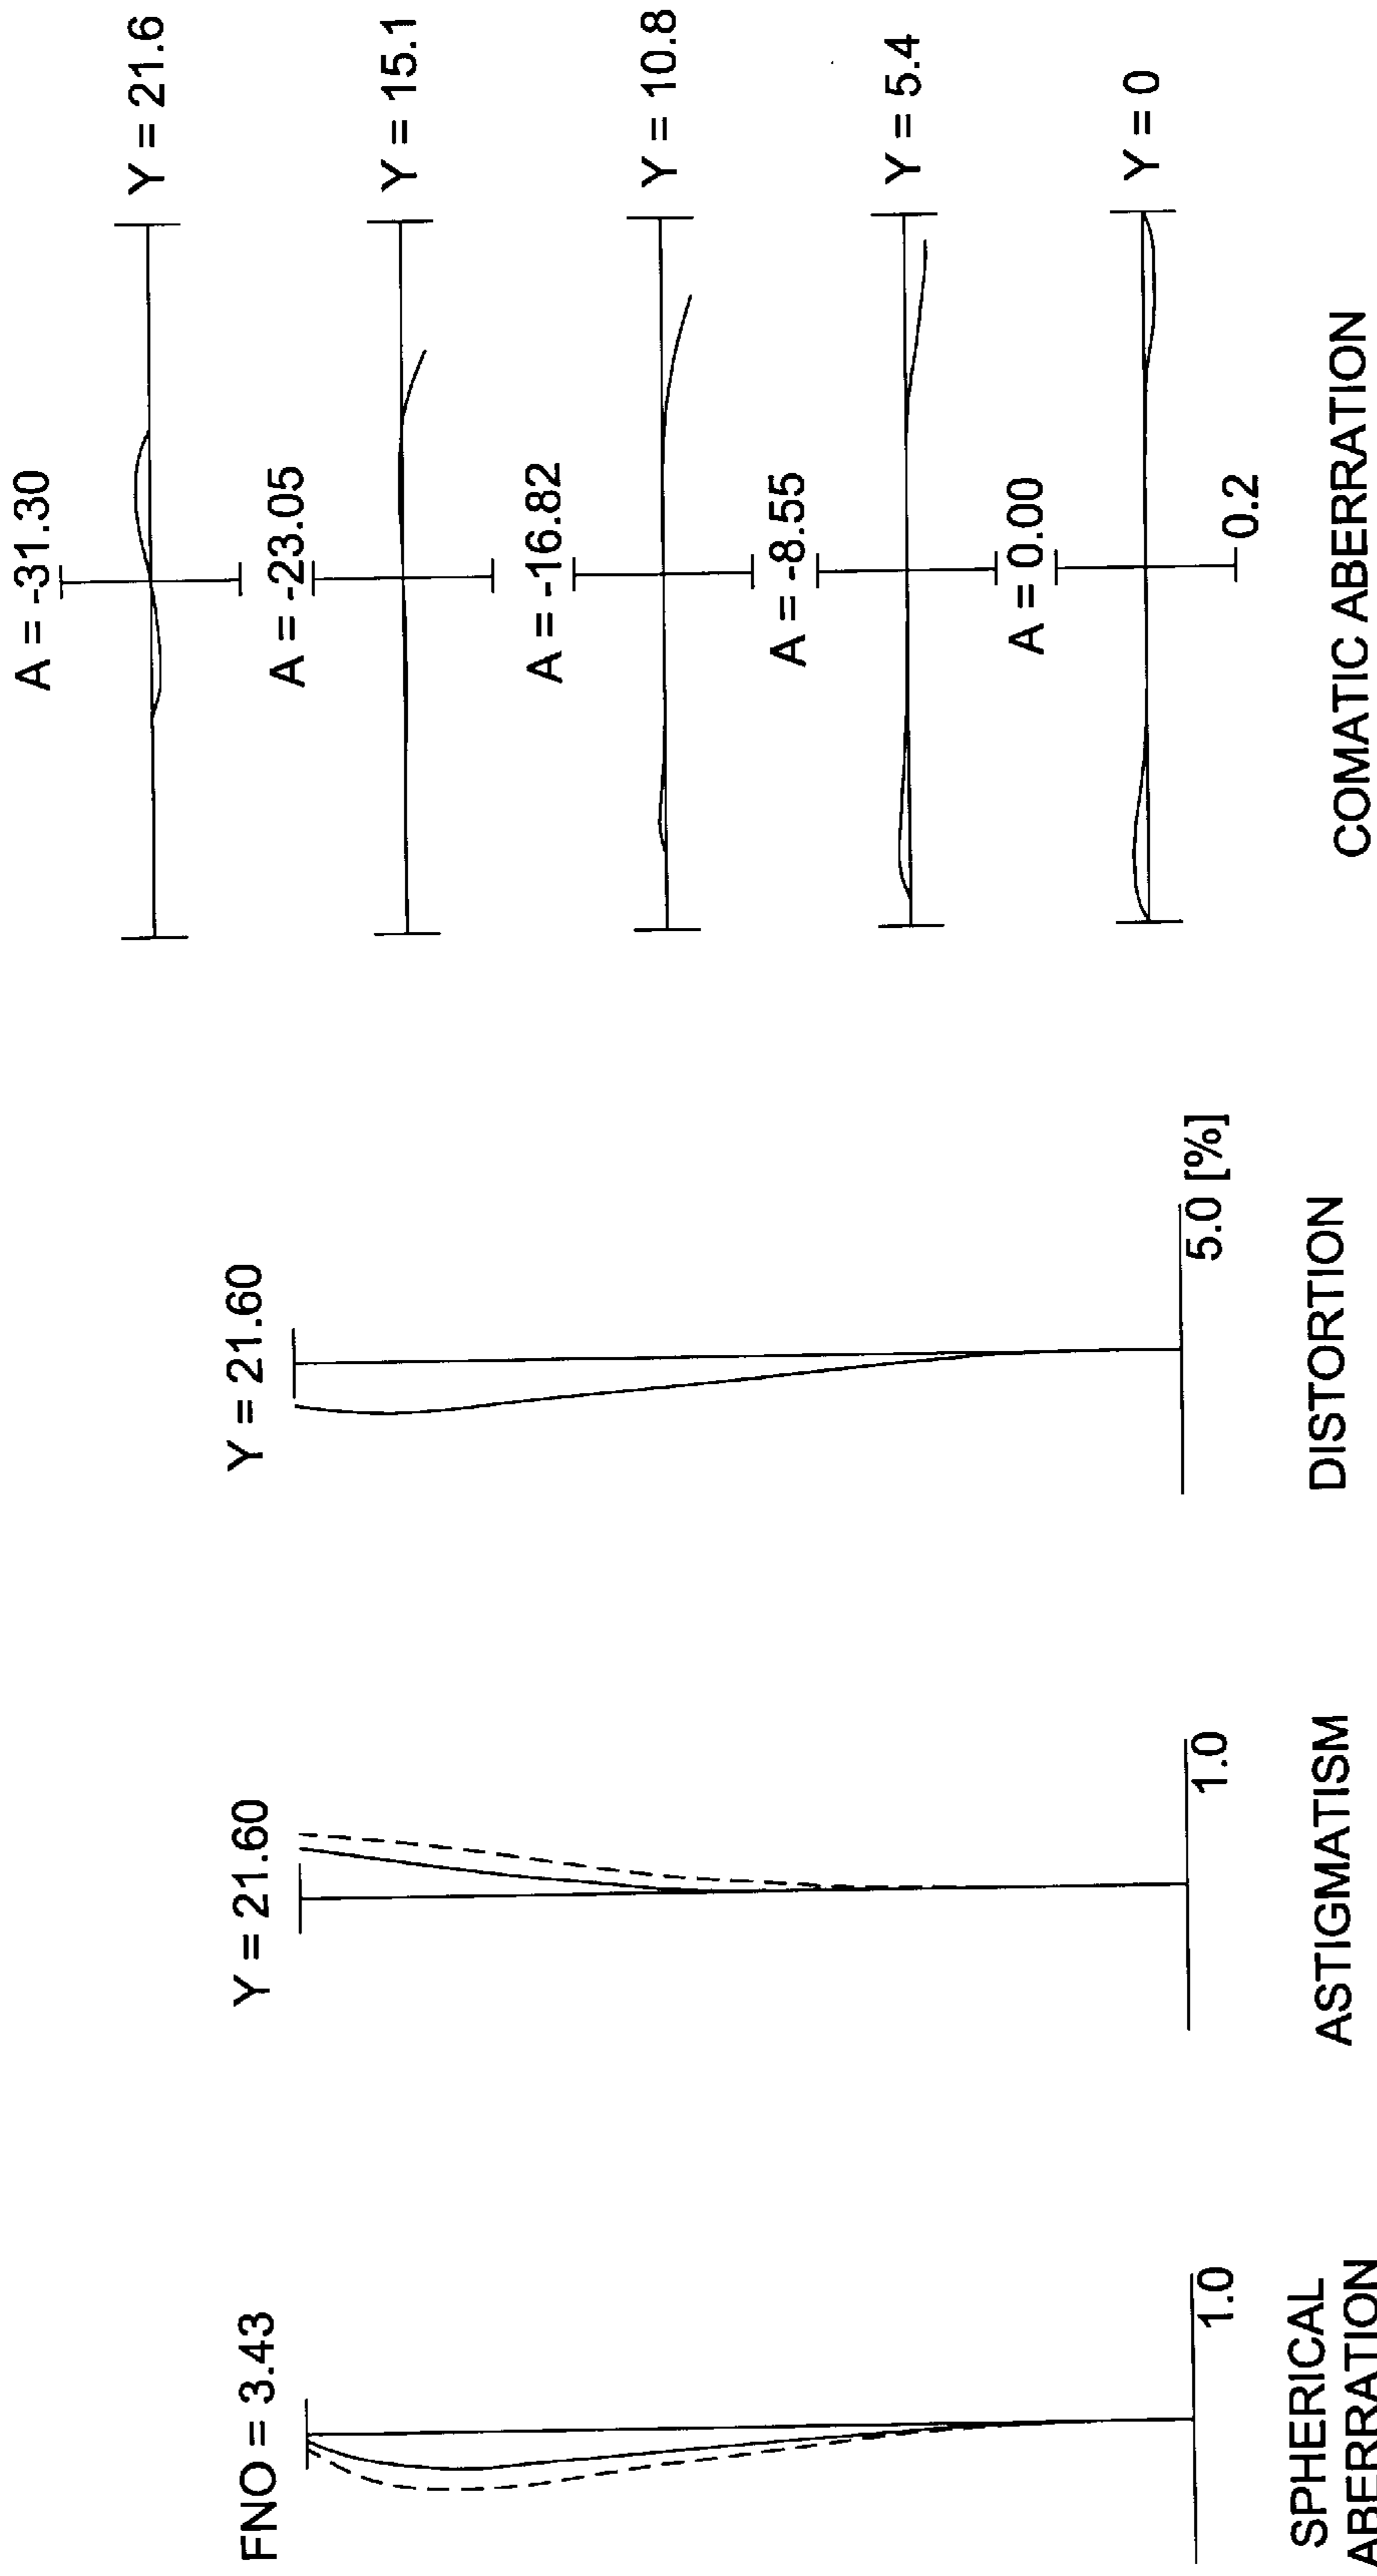 FNO = 3.43
1.0
SPHERICAL
ABERRATION
Y = 21.60
1.0
ASTIGMATISM
Y = 21.60
5.0 [%]
DISTORTION
A = -31.30
Y = 21.6
A = -23.05
Y = 15.1
A = -16.82
Y = 10.8
A = -8.55
Y = 5.4
A = 0.00
Y = 0
0.2
COMATIC ABERRATION